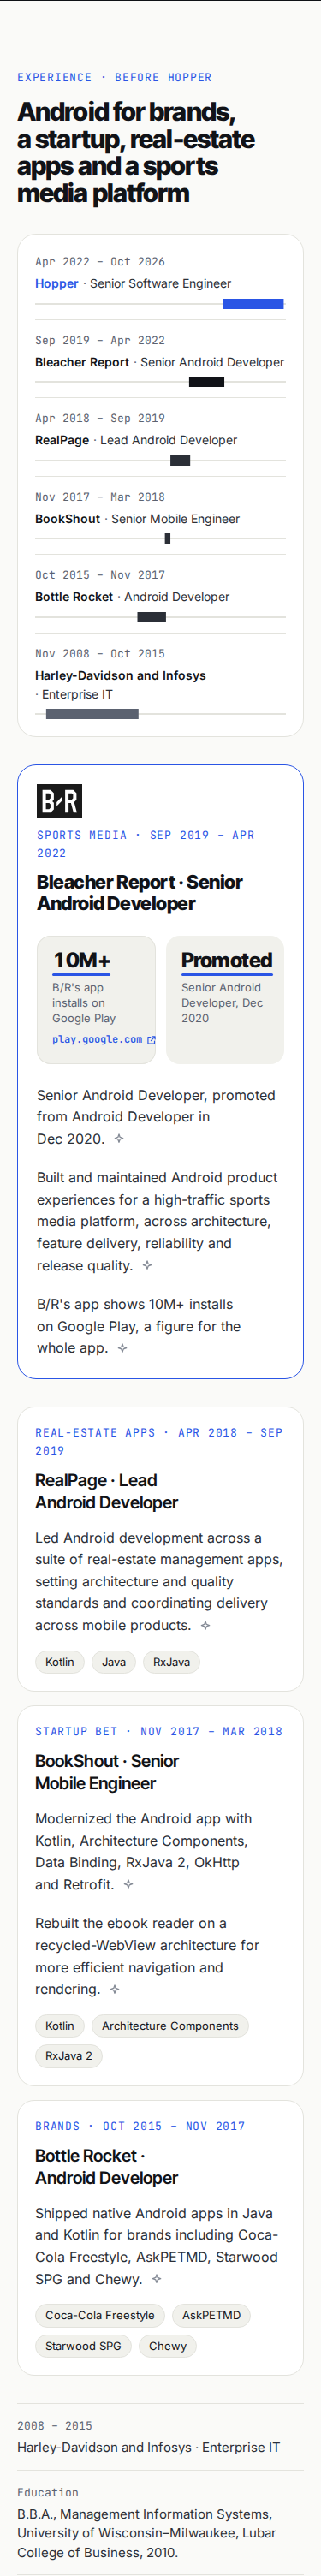 EXPERIENCE · BEFORE HOPPER
Android for brands,
a startup, real-estate
apps and a sports
media platform
Apr 2022 – Oct 2026
Hopper · Senior Software Engineer
Sep 2019 – Apr 2022
Bleacher Report · Senior Android Developer
Apr 2018 – Sep 2019
RealPage · Lead Android Developer
Nov 2017 – Mar 2018
BookShout · Senior Mobile Engineer
Oct 2015 – Nov 2017
Bottle Rocket · Android Developer
Nov 2008 – Oct 2015
Harley-Davidson and Infosys
· Enterprise IT
B/R
SPORTS MEDIA · SEP 2019 – APR
2022
Bleacher Report · Senior
Android Developer
10M+
B/R's app
installs on
Google Play
play.google.com
Promoted
Senior Android
Developer, Dec
2020
Senior Android Developer, promoted
from Android Developer in
Dec 2020.
Built and maintained Android product
experiences for a high-traffic sports
media platform, across architecture,
feature delivery, reliability and
release quality.
B/R's app shows 10M+ installs
on Google Play, a figure for the
whole app.
REAL-ESTATE APPS · APR 2018 – SEP
2019
RealPage · Lead
Android Developer
Led Android development across a
suite of real-estate management apps,
setting architecture and quality
standards and coordinating delivery
across mobile products.
Kotlin
Java
RxJava
STARTUP BET · NOV 2017 – MAR 2018
BookShout · Senior
Mobile Engineer
Modernized the Android app with
Kotlin, Architecture Components,
Data Binding, RxJava 2, OkHttp
and Retrofit.
Rebuilt the ebook reader on a
recycled-WebView architecture for
more efficient navigation and
rendering.
Kotlin
Architecture Components
RxJava 2
BRANDS · OCT 2015 – NOV 2017
Bottle Rocket ·
Android Developer
Shipped native Android apps in Java
and Kotlin for brands including Coca-
Cola Freestyle, AskPETMD, Starwood
SPG and Chewy.
Coca-Cola Freestyle
AskPETMD
Starwood SPG
Chewy
2008 – 2015
Harley-Davidson and Infosys · Enterprise IT
Education
B.B.A., Management Information Systems,
University of Wisconsin–Milwaukee, Lubar
College of Business, 2010.